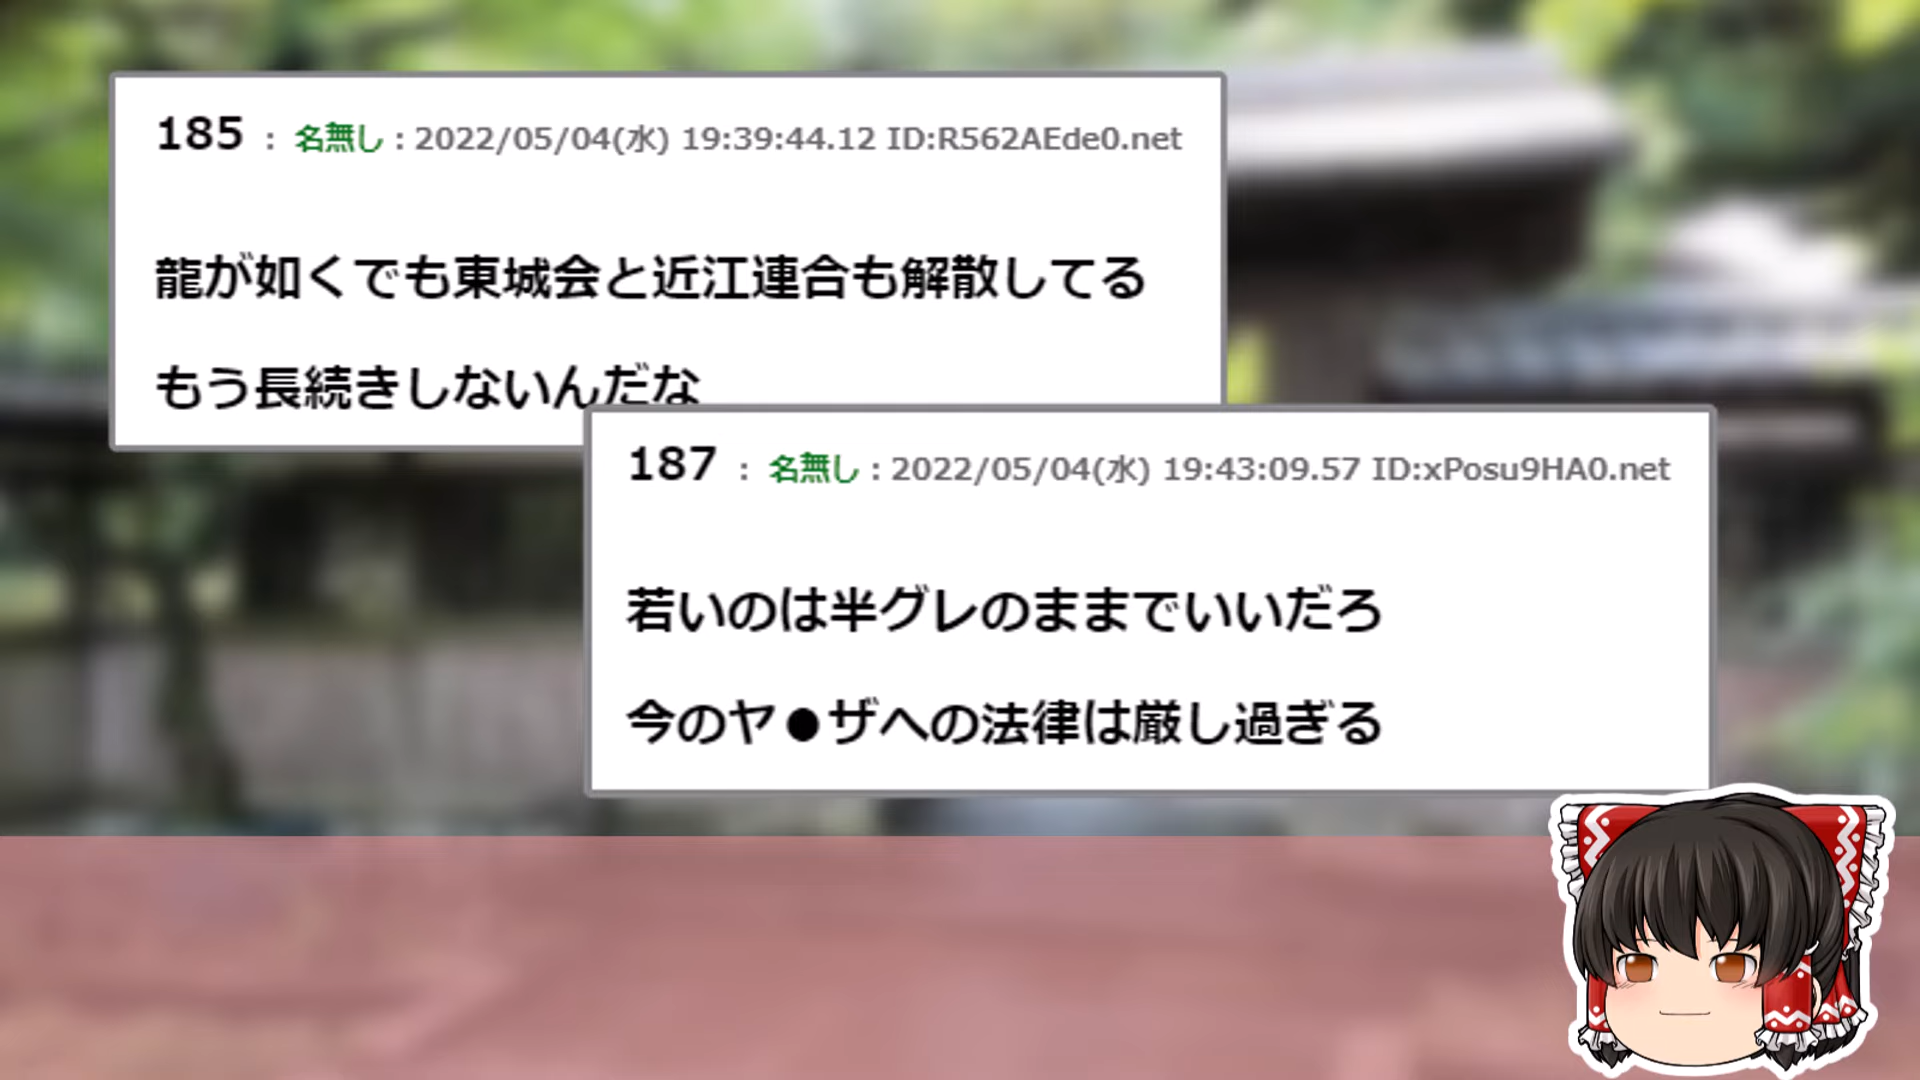 185 : 名無し : 2022/05/04(水) 19:39:44.12 ID:R562AEde0.net
龍が如くでも東城会と近江連合も解散してる
もう長続きしないんだな
187 : 名無し : 2022/05/04(水) 19:43:09.57 ID:xPosu9HA0.net
若いのは半グレのままでいいだろ
今のヤ●ザへの法律は厳し過ぎる